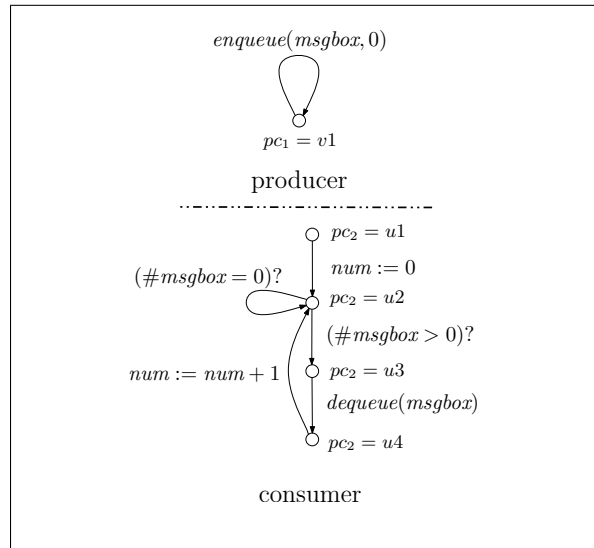 enqueue(msgbox, 0)
pc₁ = v1
producer
pc₂ = u1
num := 0
(#msgbox = 0)?
pc₂ = u2
(#msgbox > 0)?
num := num + 1
pc₂ = u3
dequeue(msgbox)
pc₂ = u4
consumer